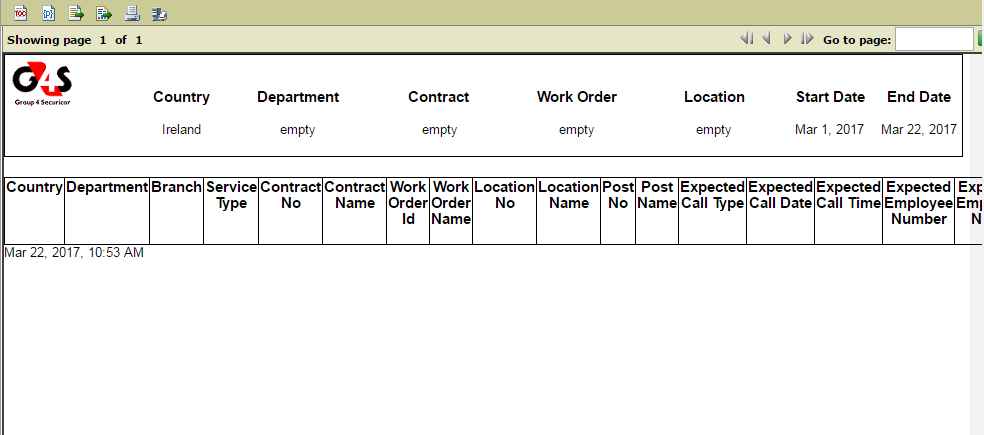 TOC
Showing page 1 of 1
Go to page:
G4S
Group 4 Securicor
Country Department Contract Work Order Location Start Date End Date
Ireland empty empty empty empty Mar 1, 2017 Mar 22, 2017
Country Department Branch Service Contract Contract Work Work Location Location Post Post Expected Expected Expected Expected Exp
Type No Name Order Order No Name No Name Call Type Call Date Call Time Employee Emp
Id Name Number N
Mar 22, 2017, 10:53 AM